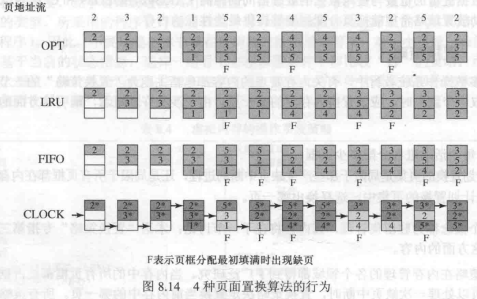 页地址流
2 3 2 1 5 2 4 5 3 2 5 2
OPT
2 2 2 2 2 2 4 4 4 2 2 2
3 3 3 3 3 3 3 3 3 3 3
1 5 5 5 5 5 5 5 5
F F F
LRU
2 2 2 2 2 2 2 2 3 3 3 3
3 3 3 5 5 5 5 5 5 5 5
1 1 1 4 4 4 2 2 2
F F F F
FIFO
2 2 2 2 5 5 5 5 3 3 3 3
3 3 3 3 2 2 2 2 2 5 5
1 1 1 4 4 4 4 4 2
F F F F F F
CLOCK
2* 2* 2* 2* 5* 5* 5* 5* 3* 3* 3* 3*
3* 3* 3* 3 2* 2* 2* 2 2* 2 2*
1* 1 1 4* 4* 4 4 5* 5*
F F F F F
F表示页框分配最初填满时出现缺页
图 8.14 4 种页面置换算法的行为